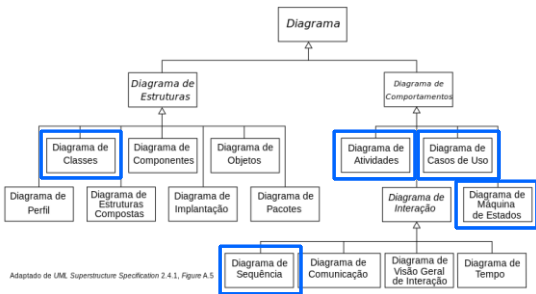 Diagrama
Diagrama de
Estruturas
Diagrama de
Comportamentos
Diagrama de
Classes
Diagrama de
Componentes
Diagrama de
Objetos
Diagrama de
Atividades
Diagrama de
Casos de Uso
Diagrama de
Perfil
Diagrama de
Estruturas
Compostas
Diagrama de
Implantação
Diagrama de
Pacotes
Diagrama de
Interação
Diagrama de
Máquina
de Estados
Diagrama de
Sequência
Diagrama de
Comunicação
Diagrama de
Visão Geral
de Interação
Diagrama de
Tempo
Adaptado de UML Superstructure Specification 2.4.1, Figure A.5